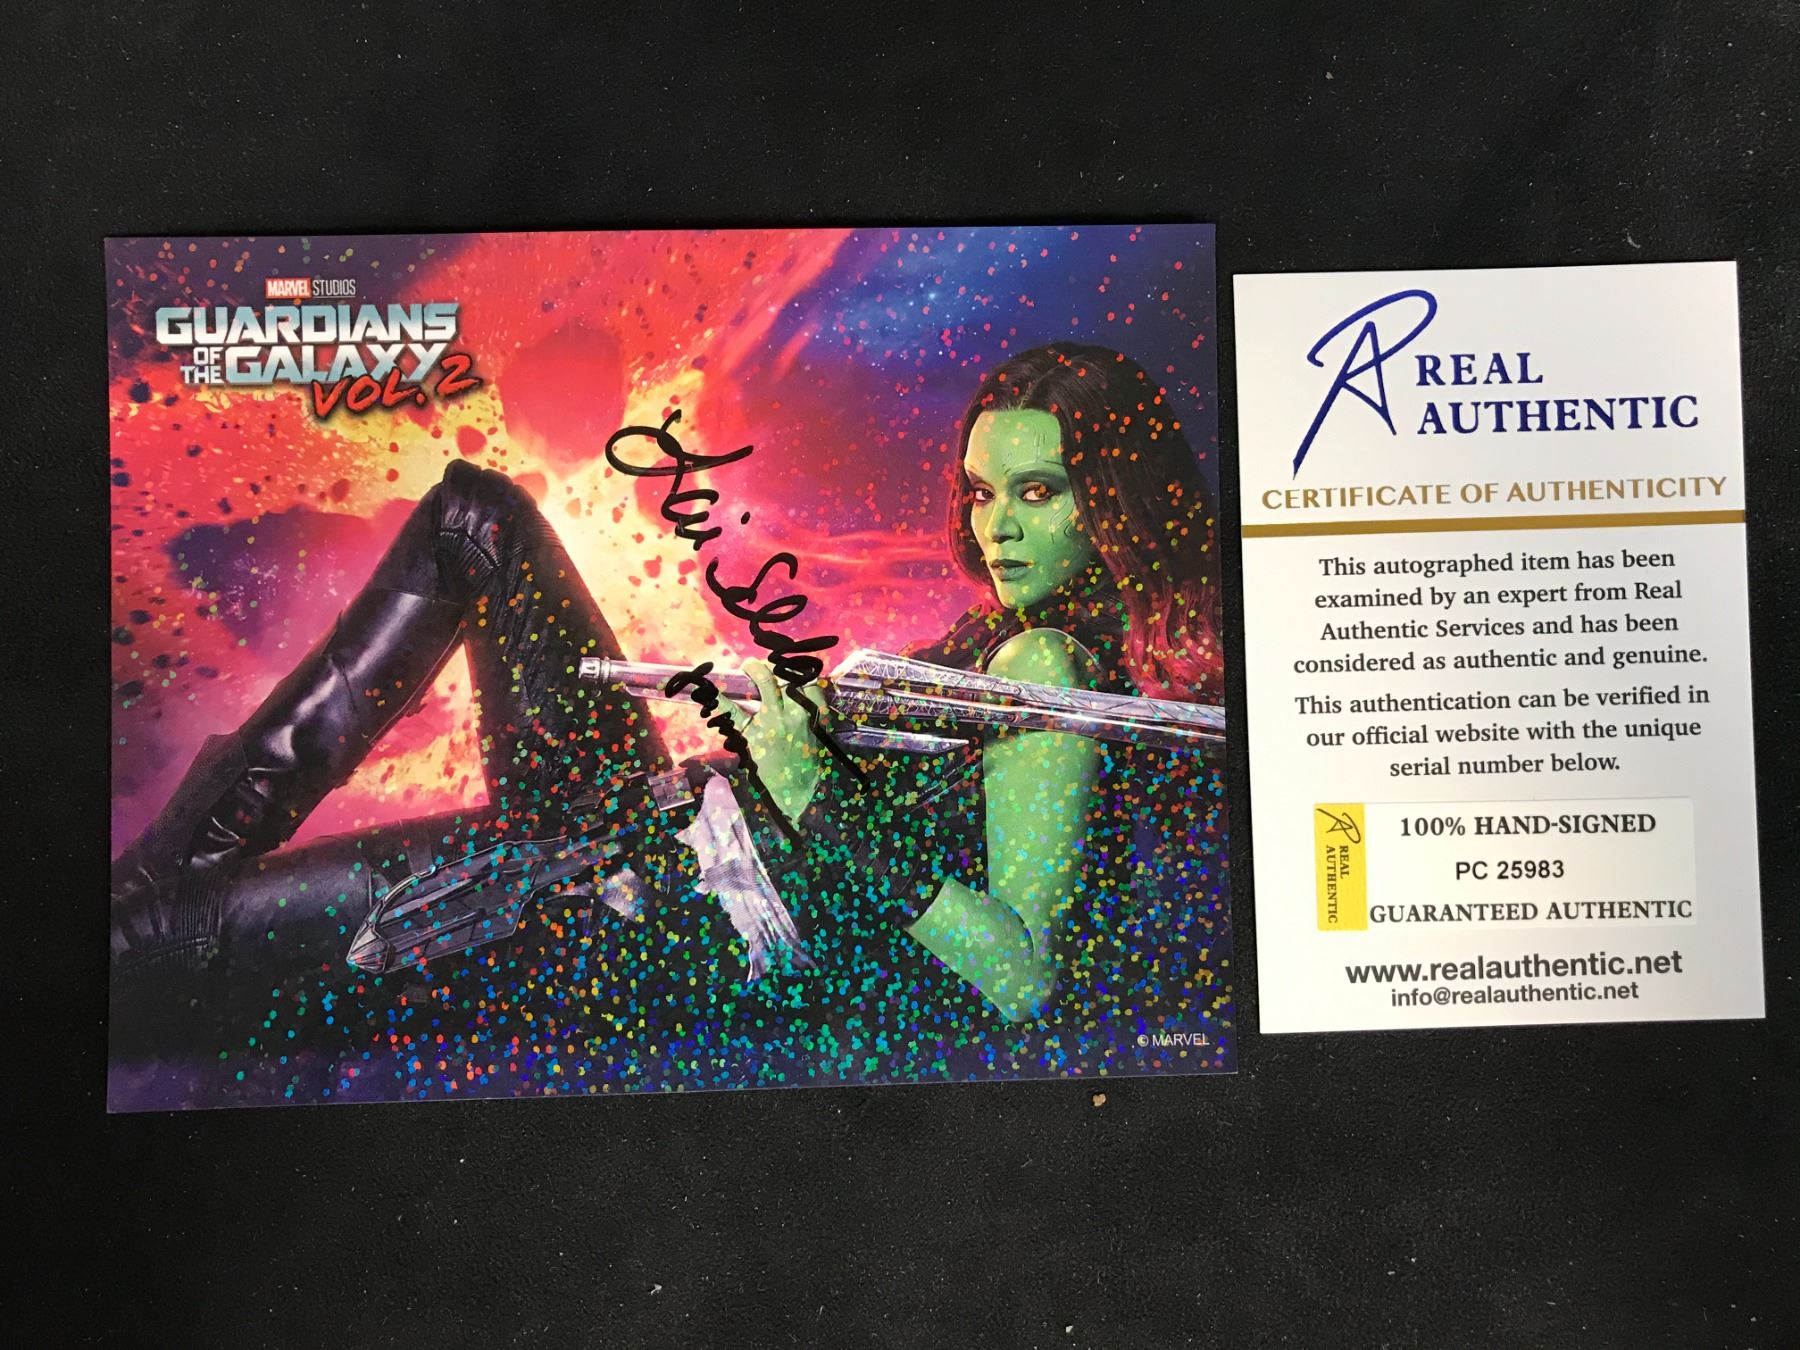 MARVEL STUDIOS
GUARDIANS
OF THE GALAXY
VOL. 2
© MARVEL
REAL
AUTHENTIC
CERTIFICATE OF AUTHENTICITY
This autographed item has been
examined by an expert from Real
Authentic Services and has been
considered as authentic and genuine.
This authentication can be verified in
our official website with the unique
serial number below.
REAL
AUTHENTIC
100% HAND-SIGNED
PC 25983
GUARANTEED AUTHENTIC
www.realauthentic.net
info@realauthentic.net